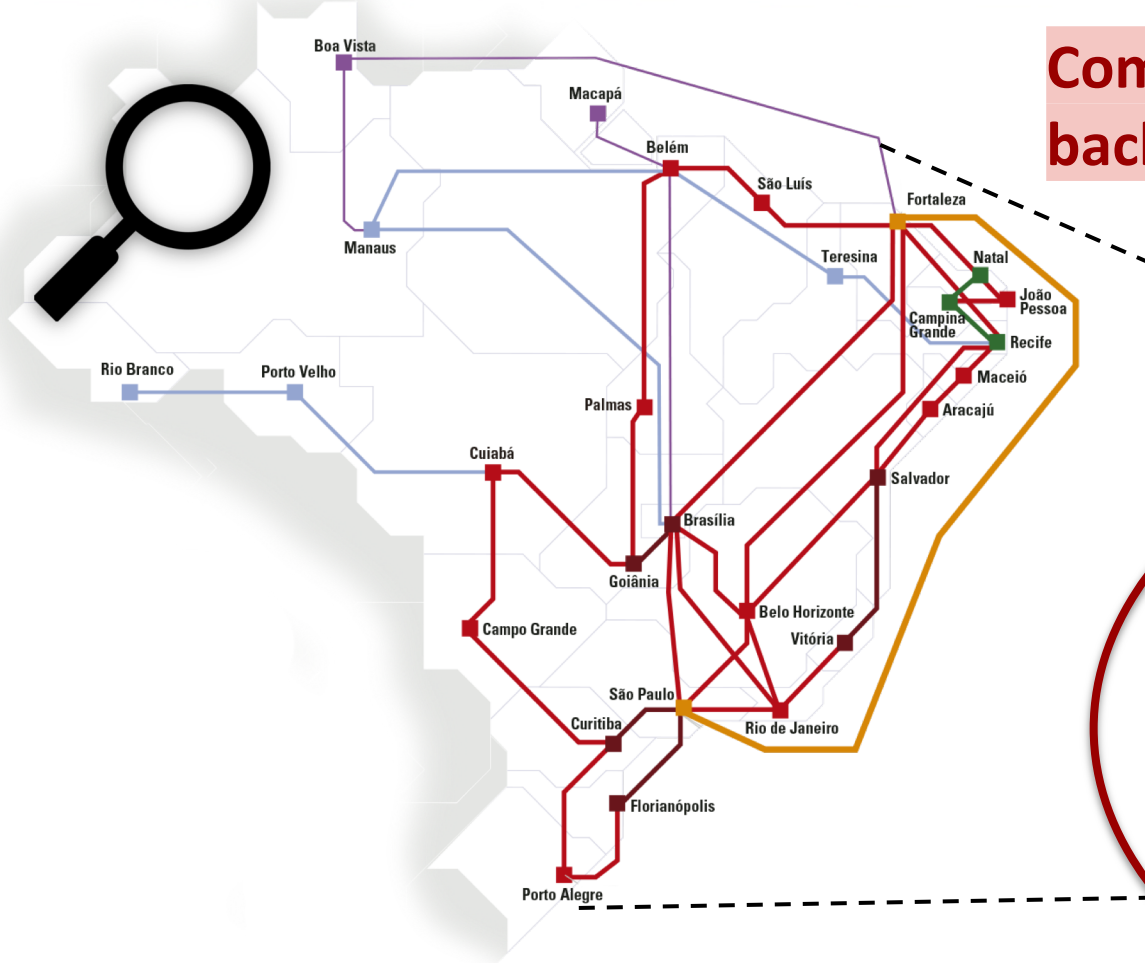 Boa Vista
Macapá
Belém
São Luís
Fortaleza
Manaus
Teresina
Natal
João
Pessoa
Campina
Grande
Recife
Rio Branco
Porto Velho
Maceió
Palmas
Aracajú
Cuiabá
Salvador
Brasília
Goiânia
Belo Horizonte
Campo Grande
Vitória
São Paulo
Curitiba
Rio de Janeiro
Florianópolis
Porto Alegre